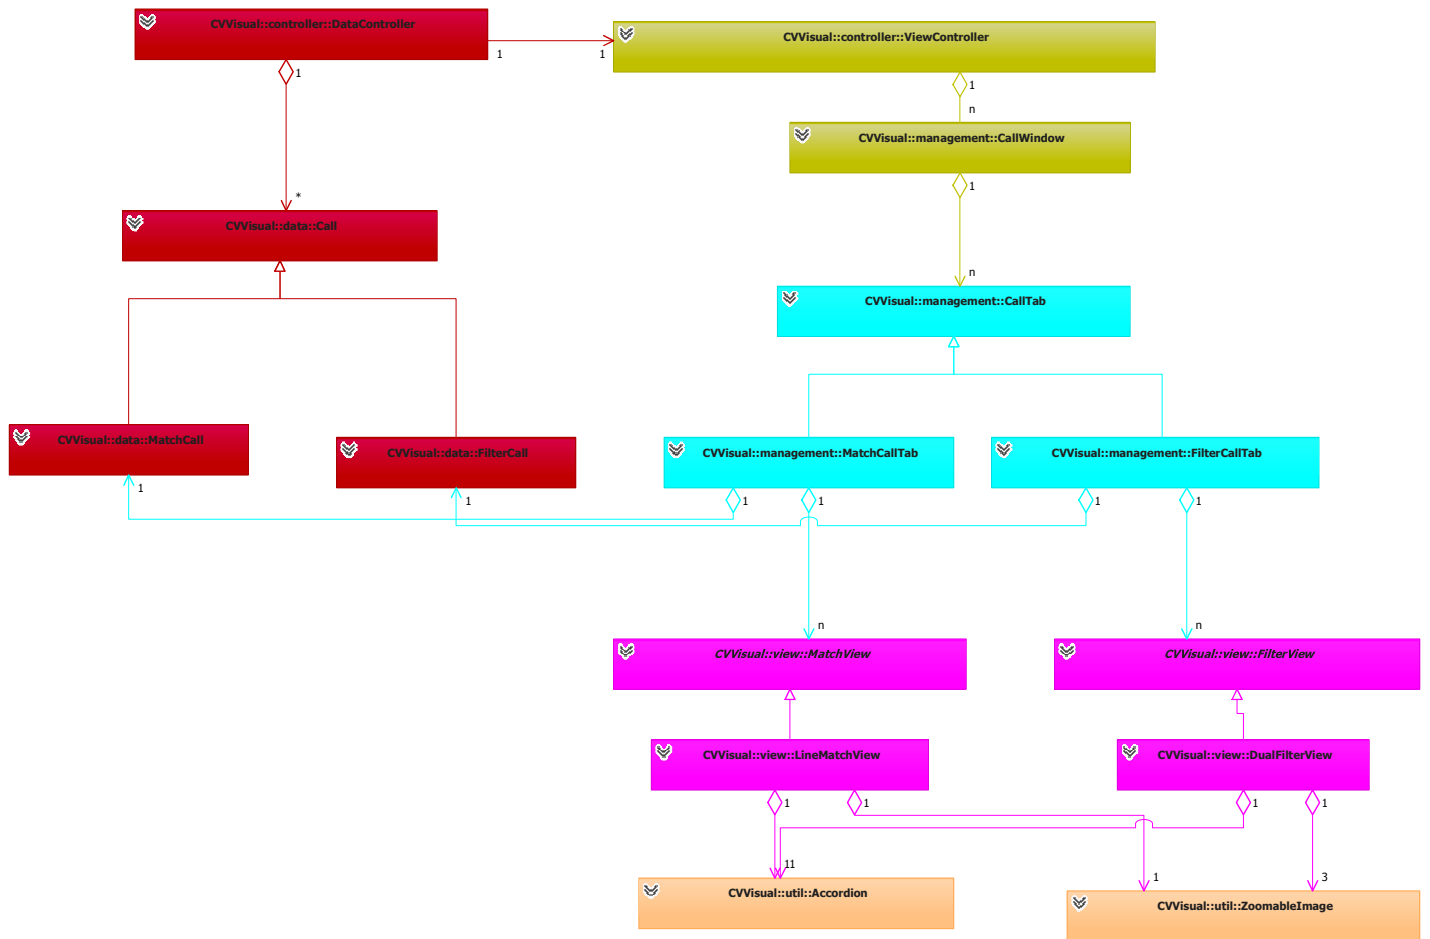 CVVisual::controller::DataController
CVVisual::controller::ViewController
1
1
1
1
n
CVVisual::management::CallWindow
1
*
CVVisual::data::Call
n
CVVisual::management::CallTab
CVVisual::data::MatchCall
CVVisual::data::FilterCall
CVVisual::management::MatchCallTab
CVVisual::management::FilterCallTab
1
1
1
1
1
1
n
n
CVVisual::view::MatchView
CVVisual::view::FilterView
CVVisual::view::LineMatchView
CVVisual::view::DualFilterView
1
1
1
1
11
1
3
CVVisual::util::Accordion
CVVisual::util::ZoomableImage